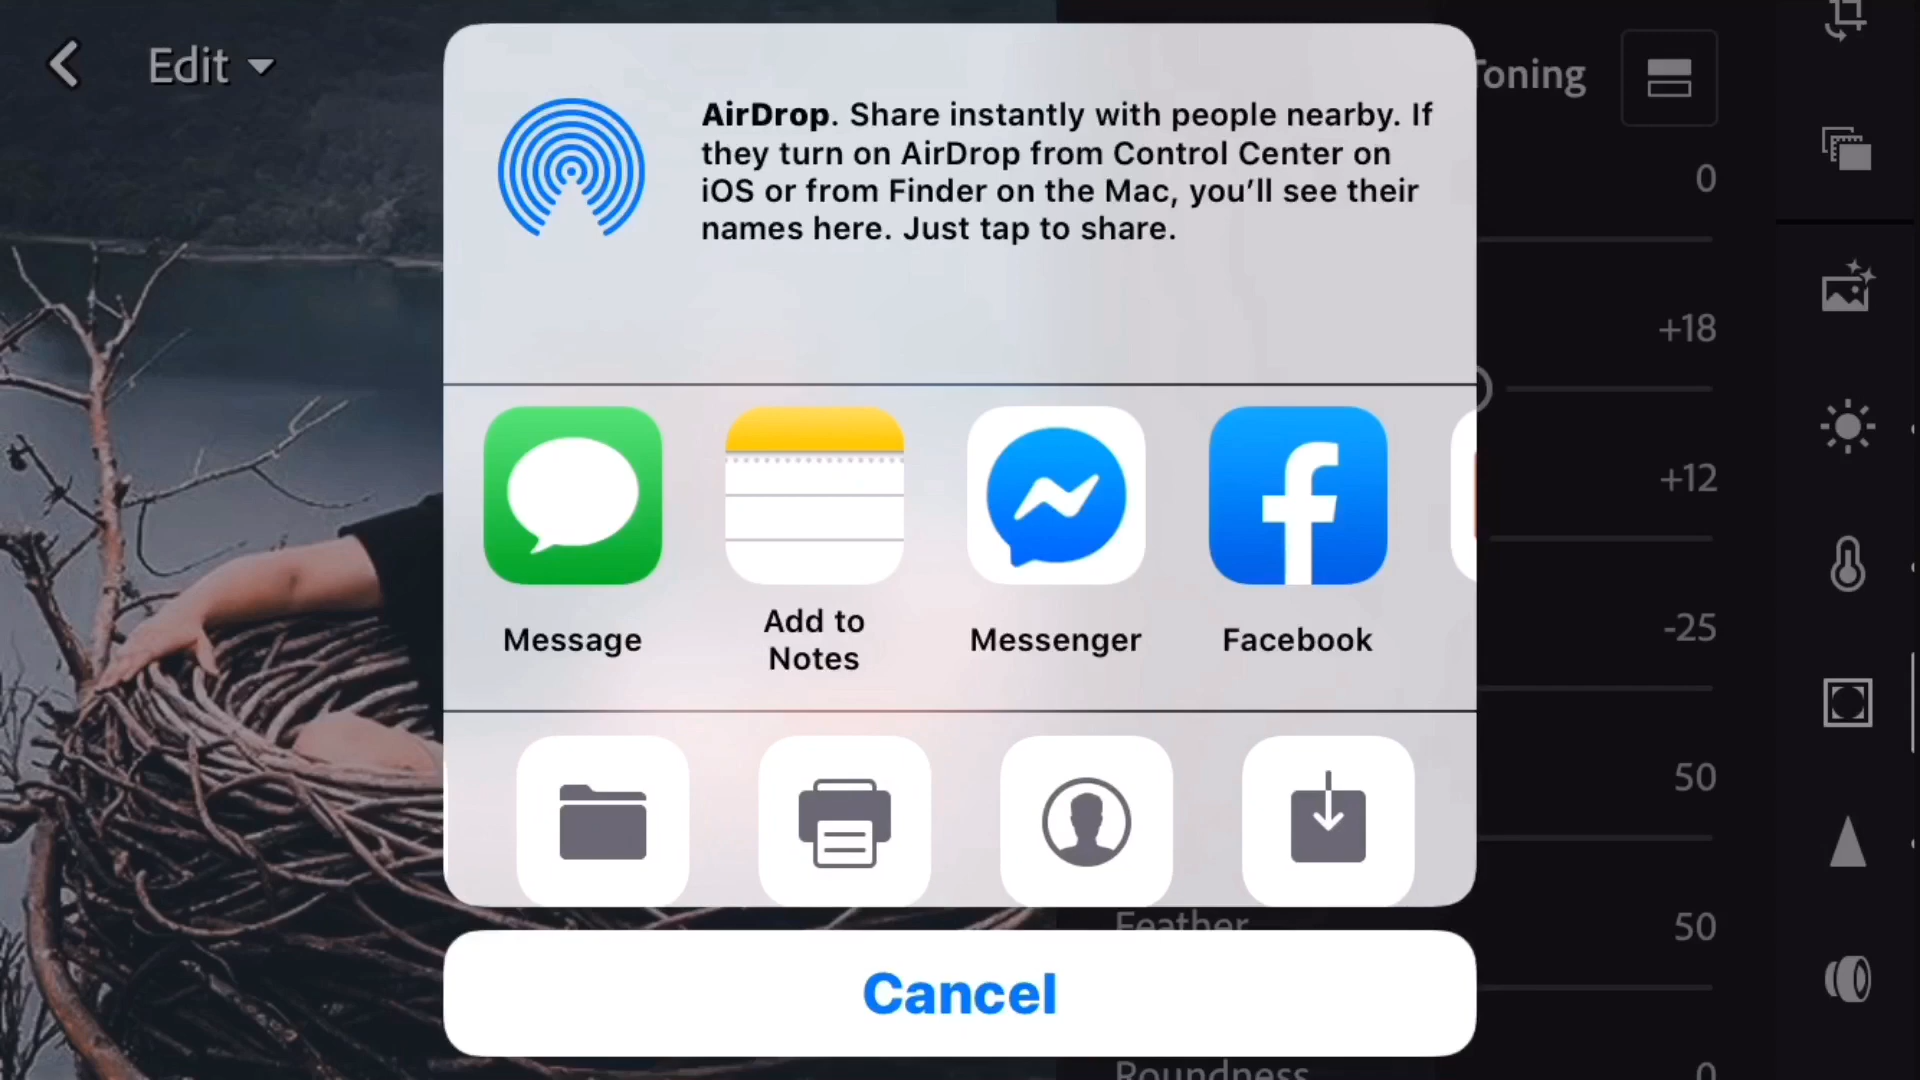 Edit
Toning
AirDrop. Share instantly with people nearby. If
they turn on AirDrop from Control Center on
iOS or from Finder on the Mac, you'll see their
names here. Just tap to share.
0
+18
+12
-25
50
50
0
Message
Add to
Notes
Messenger
Facebook
Feather
Cancel
Roundness